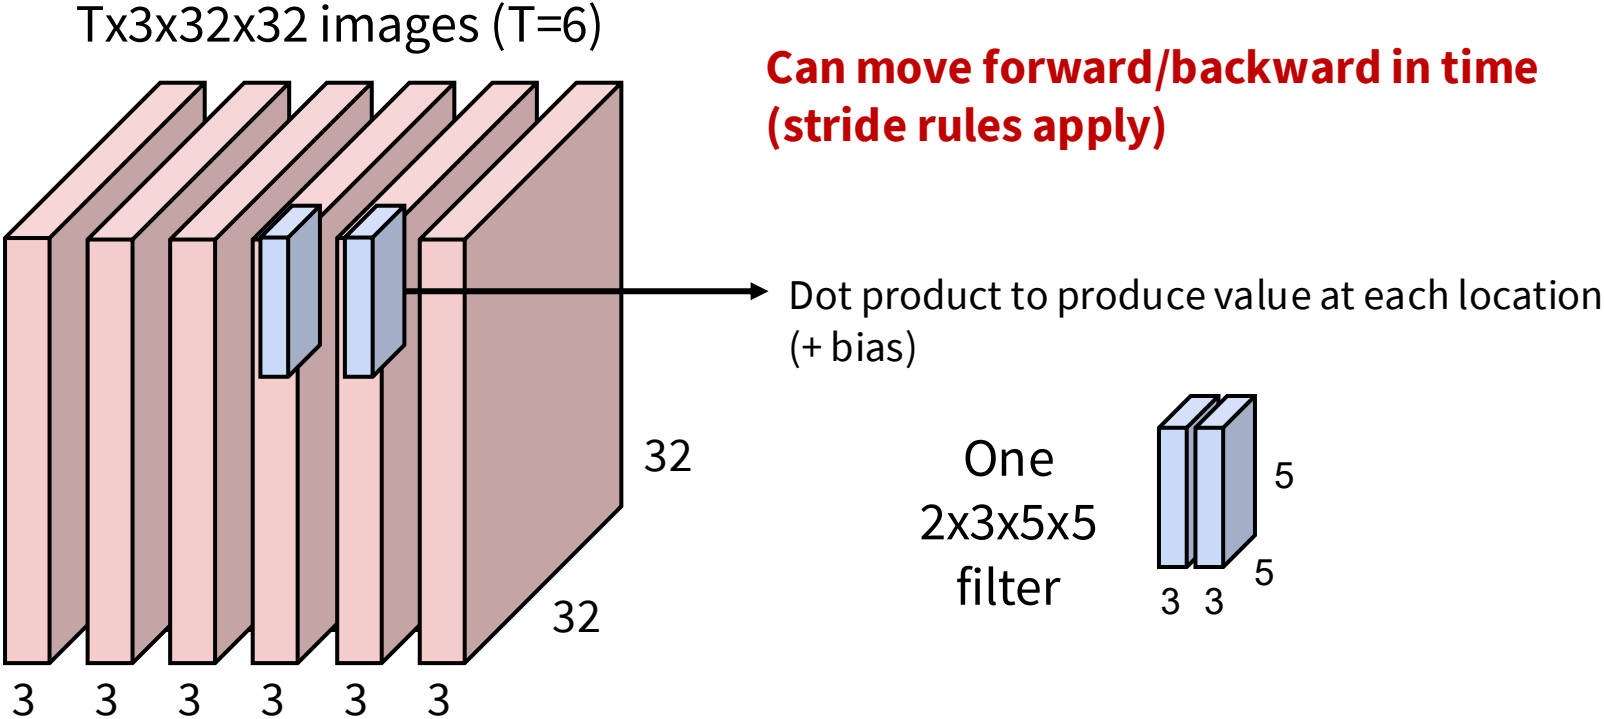 Tx3x32x32 images (T=6)
Can move forward/backward in time
(stride rules apply)
Dot product to produce value at each location
(+ bias)
32
32
3 3 3 3 3 3
One
2x3x5x5
filter
5
5
3 3